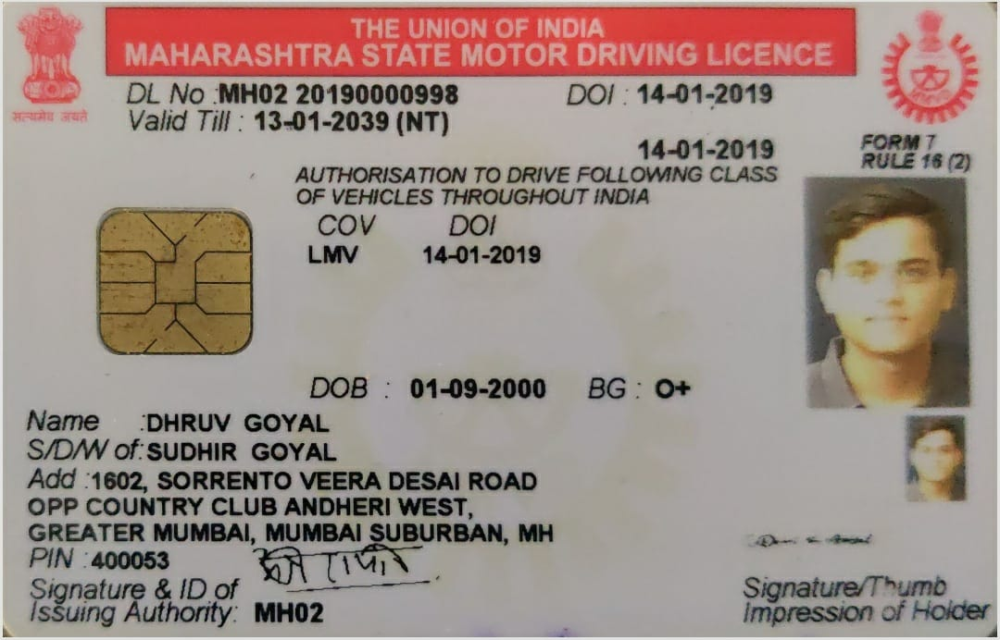 THE UNION OF INDIA
MAHARASHTRA STATE MOTOR DRIVING LICENCE
सत्यमेव जयते
DL No : MH02 20190000998 DOI : 14-01-2019
Valid Till : 13-01-2039 (NT)
14-01-2019
FORM 7
RULE 16 (2)
AUTHORISATION TO DRIVE FOLLOWING CLASS
OF VEHICLES THROUGHOUT INDIA
COV DOI
LMV 14-01-2019
DOB : 01-09-2000 BG : O+
Name : DHRUV GOYAL
S/D/W of : SUDHIR GOYAL
Add : 1602, SORRENTO VEERA DESAI ROAD
OPP COUNTRY CLUB ANDHERI WEST,
GREATER MUMBAI, MUMBAI SUBURBAN, MH
PIN : 400053
Signature & ID of
Issuing Authority: MH02
Signature/Thumb
Impression of Holder